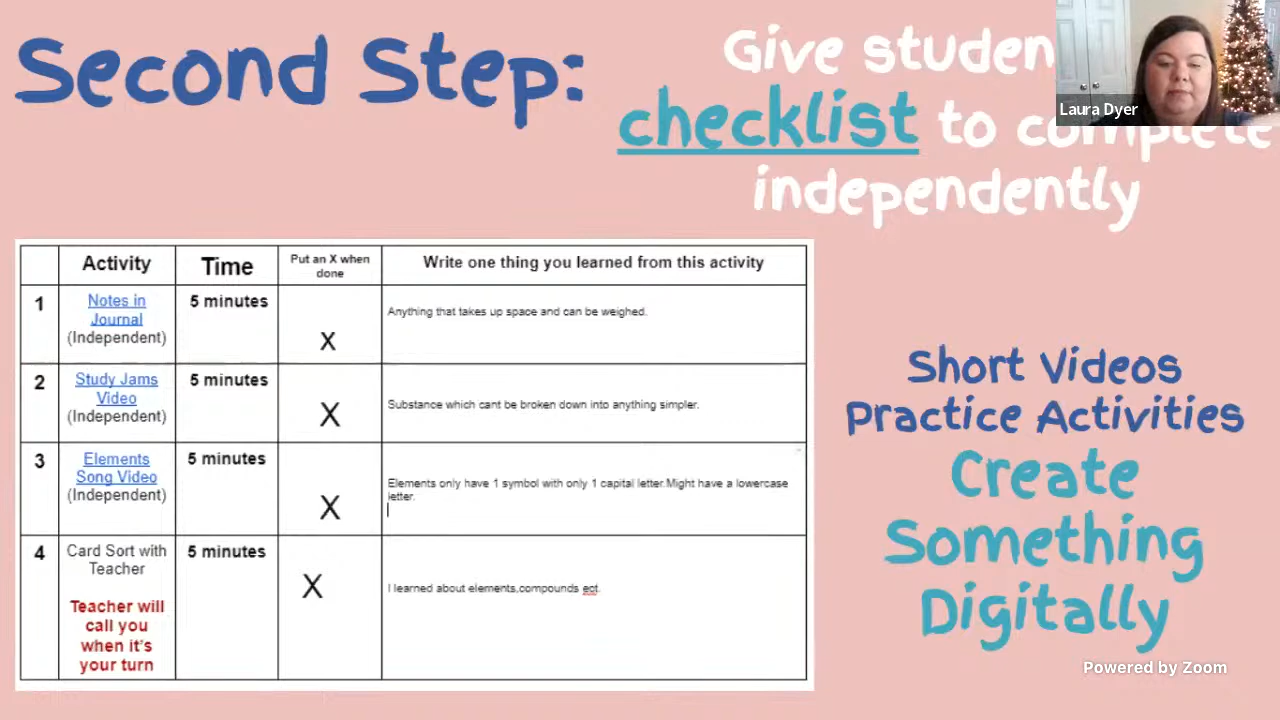 Second Step:
Give studen
checklist to complete
independently
Laura Dyer
Activity
Time
Put an X when
done
Write one thing you learned from this activity
1
Notes in
Journal
(Independent)
5 minutes
X
Anything that takes up space and can be weighed.
2
Study Jams
Video
(Independent)
5 minutes
X
Substance which cant be broken down into anything simpler.
3
Elements
Song Video
(Independent)
5 minutes
X
Elements only have 1 symbol with only 1 capital letter.Might have a lowercase
letter.
4
Card Sort with
Teacher
Teacher will
call you
when it's
your turn
5 minutes
X
I learned about elements,compounds ect.
Short Videos
Practice Activities
Create
Something
Digitally
Powered by Zoom